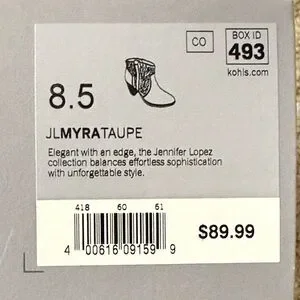 CO
BOX ID
493
kohls.com
8.5
JLMYRATAUPE
Elegant with an edge, the Jennifer Lopez
collection balances effortless sophistication
with unforgettable style.
418 60 61
4 00616 09159 9
$89.99